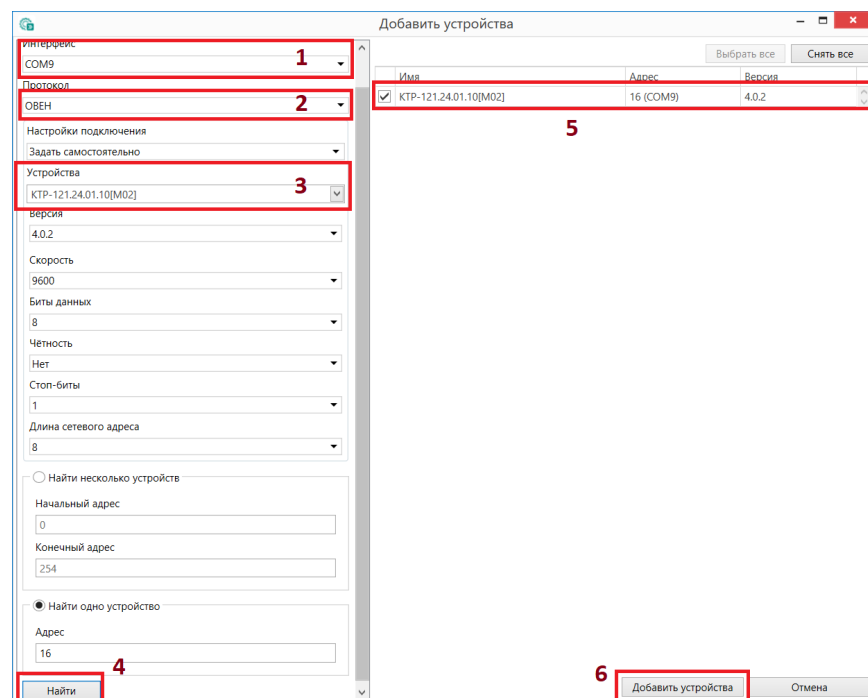 Добавить устройства
Интерфейс
COM9
1
Протокол
ОВЕН
2
Настройки подключения
Задать самостоятельно
Устройства
КТР-121.24.01.10[M02]
3
Версия
4.0.2
Скорость
9600
Биты данных
8
Чётность
Нет
Стоп-биты
1
Длина сетевого адреса
8
Найти несколько устройств
Начальный адрес
0
Конечный адрес
254
Найти одно устройство
Адрес
16
4
Найти
Выбрать все Снять все
Имя Адрес Версия
КТР-121.24.01.10[M02] 16 (COM9) 4.0.2
5
6
Добавить устройства Отмена